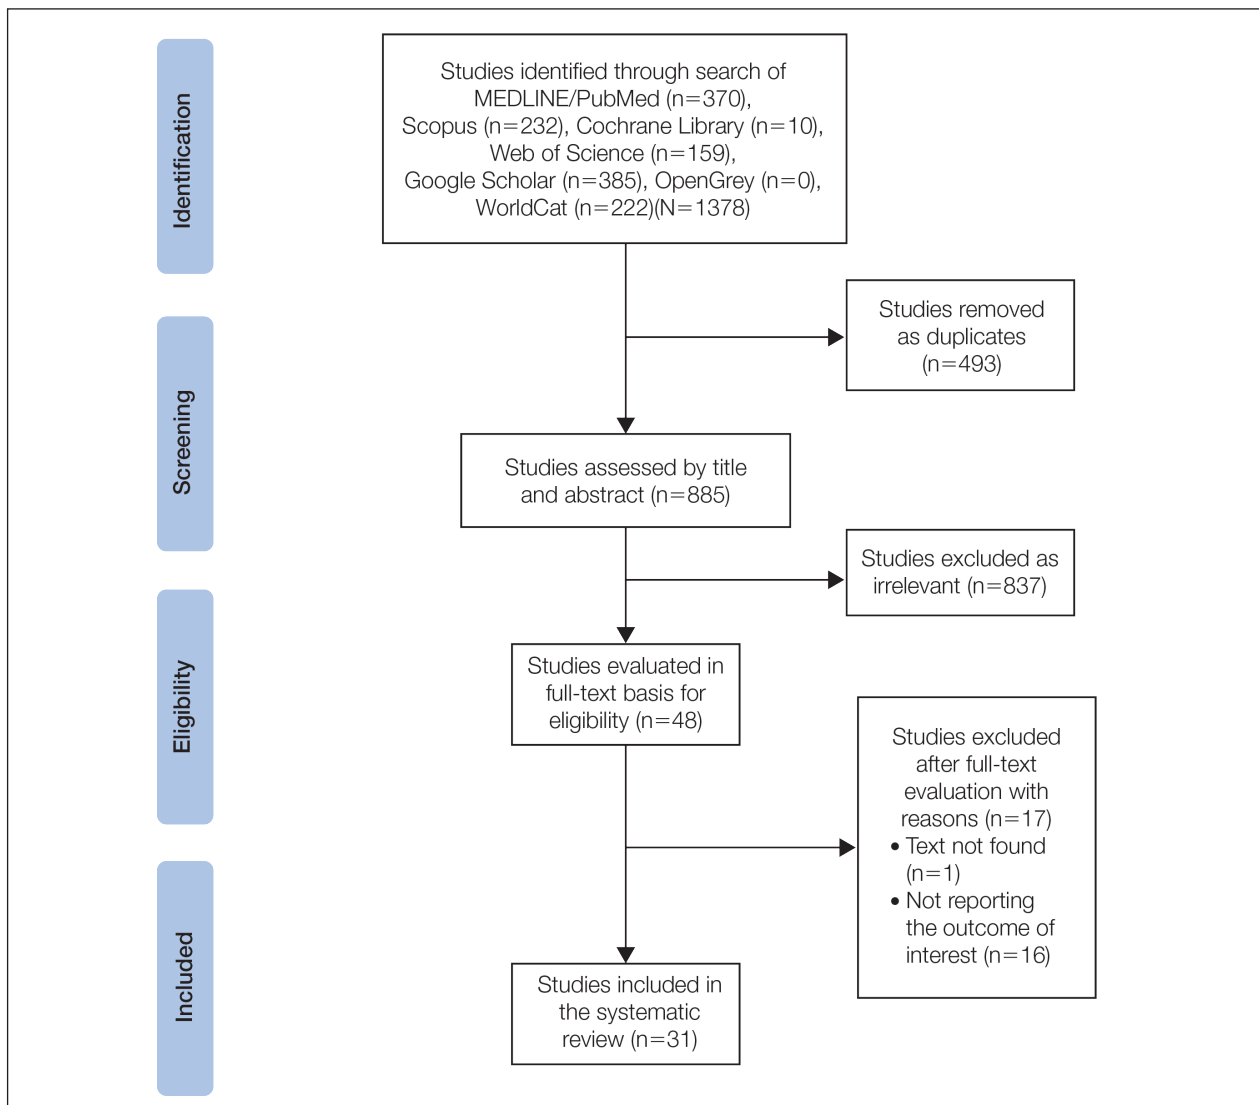 Identification
Studies identified through search of
MEDLINE/PubMed (n=370),
Scopus (n=232), Cochrane Library (n=10),
Web of Science (n=159),
Google Scholar (n=385), OpenGrey (n=0),
WorldCat (n=222)(N=1378)
Studies removed
as duplicates
(n=493)
Screening
Studies assessed by title
and abstract (n=885)
Studies excluded as
irrelevant (n=837)
Eligibility
Studies evaluated in
full-text basis for
eligibility (n=48)
Studies excluded
after full-text
evaluation with
reasons (n=17)
• Text not found
(n=1)
• Not reporting
the outcome of
interest (n=16)
Included
Studies included in
the systematic
review (n=31)